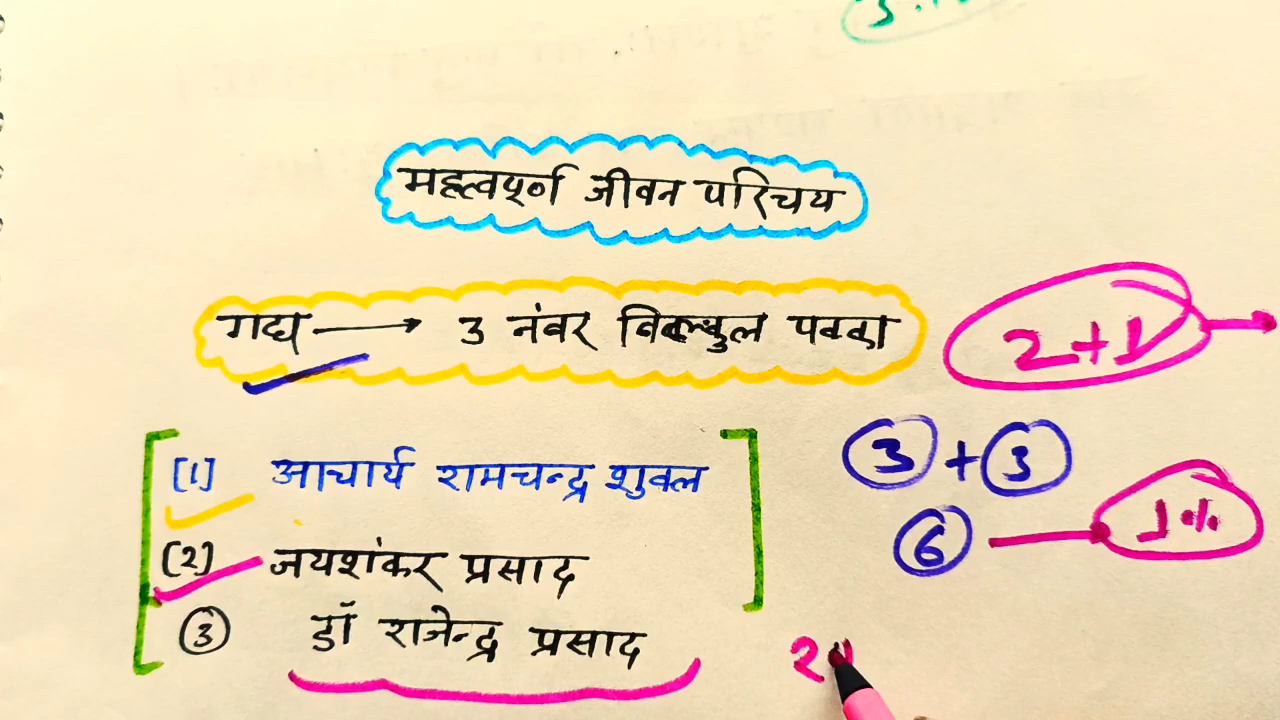 महत्वपूर्ण जीवन परिचय
गद्य → 3 नंबर बिल्कुल पक्का
2+1
[1] आचार्य रामचन्द्र शुक्ल
3 + 3
6 — 1%
[2] जयशंकर प्रसाद
3 डॉ राजेन्द्र प्रसाद